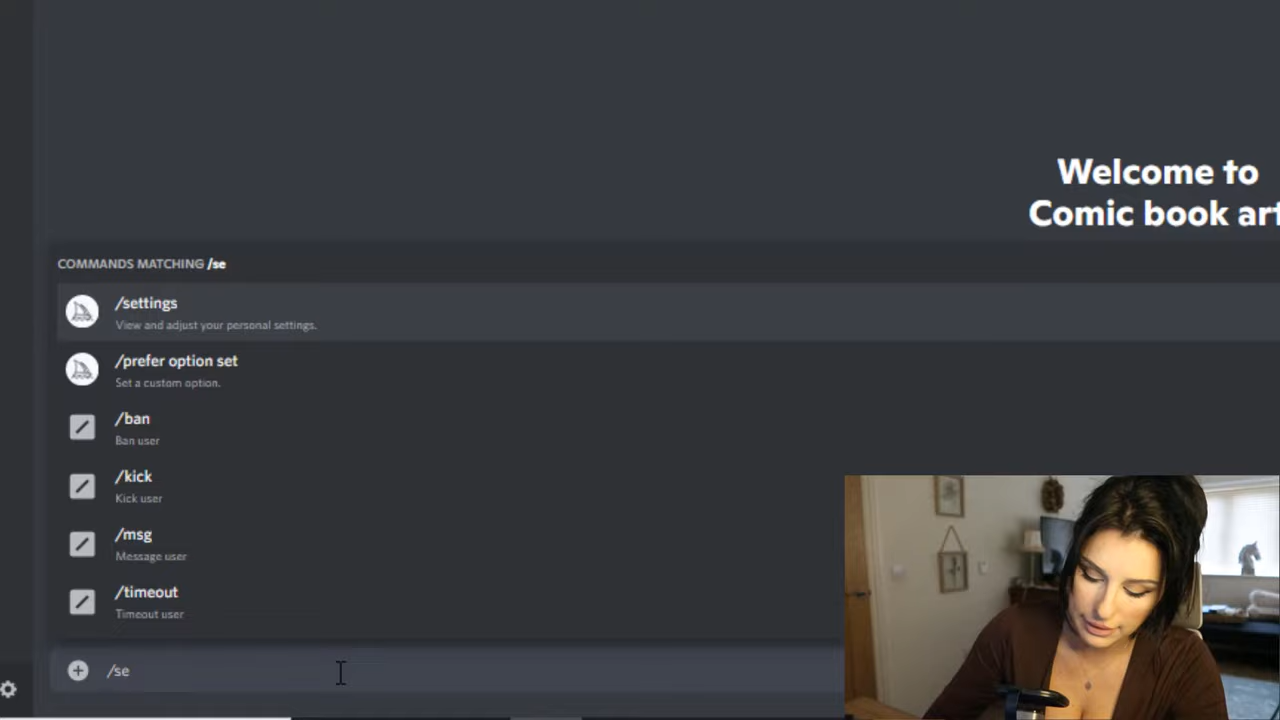 Welcome to
Comic book art
COMMANDS MATCHING /se
/settings
View and adjust your personal settings.
/prefer option set
Set a custom option.
/ban
Ban user
/kick
Kick user
/msg
Message user
/timeout
Timeout user
/se